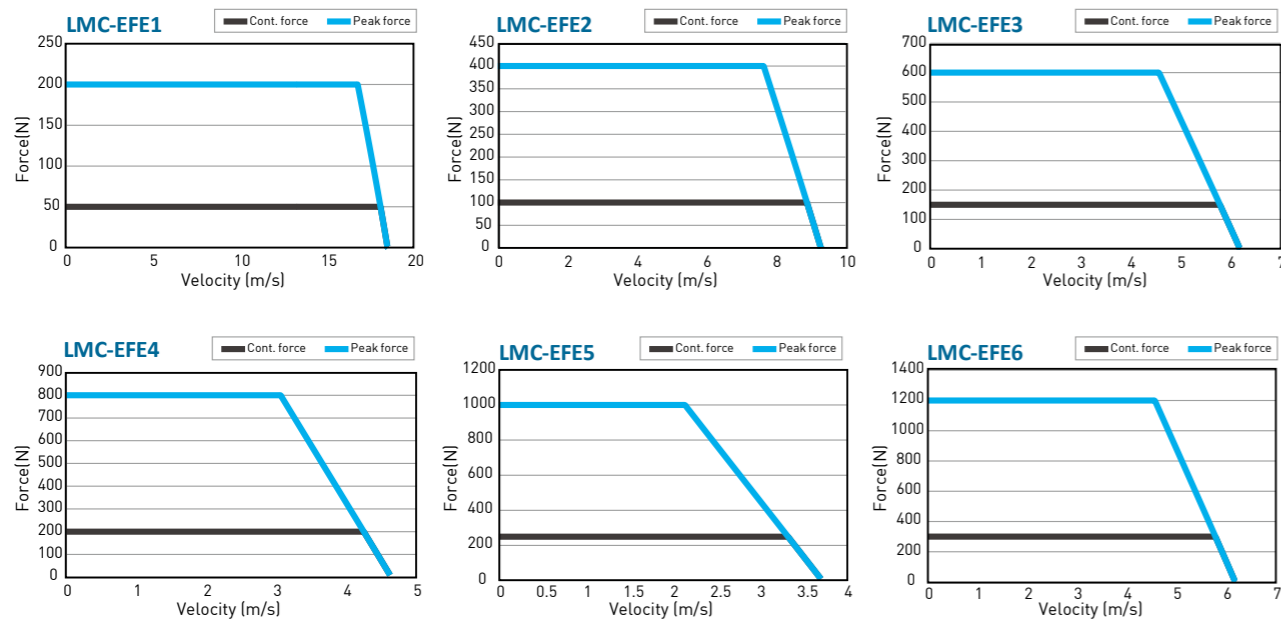 LMC-EFE1
Cont. force Peak force
250
200
150
100
50
0
Force(N)
0 5 10 15 20
Velocity (m/s)
LMC-EFE2
Cont. force Peak force
450
400
350
300
250
200
150
100
50
0
Force(N)
0 2 4 6 8 10
Velocity (m/s)
LMC-EFE3
Cont. force Peak force
700
600
500
400
300
200
100
0
Force(N)
0 1 2 3 4 5 6 7
Velocity (m/s)
LMC-EFE4
Cont. force Peak force
900
800
700
600
500
400
300
200
100
0
Force(N)
0 1 2 3 4 5
Velocity (m/s)
LMC-EFE5
Cont. force Peak force
1200
1000
800
600
400
200
0
Force(N)
0 0.5 1 1.5 2 2.5 3 3.5 4
Velocity (m/s)
LMC-EFE6
Cont. force Peak force
1400
1200
1000
800
600
400
200
0
Force(N)
0 1 2 3 4 5 6 7
Velocity (m/s)